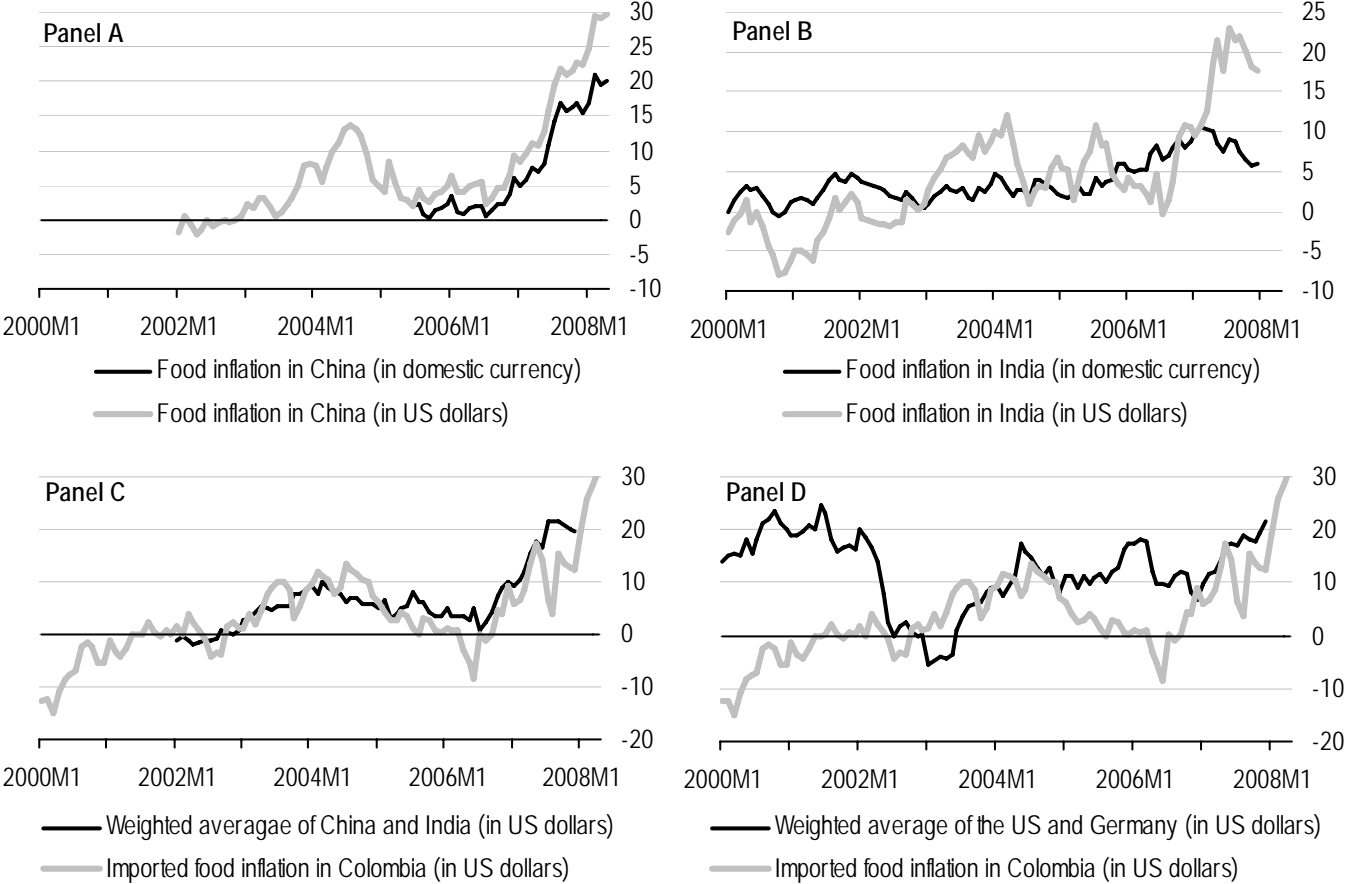 Panel A
30
25
20
15
10
5
0
-5
-10
2000M1 2002M1 2004M1 2006M1 2008M1
Food inflation in China (in domestic currency)
Food inflation in China (in US dollars)
Panel B
25
20
15
10
5
0
-5
-10
2000M1 2002M1 2004M1 2006M1 2008M1
Food inflation in India (in domestic currency)
Food inflation in India (in US dollars)
Panel C
30
20
10
0
-10
-20
2000M1 2002M1 2004M1 2006M1 2008M1
Weighted averagae of China and India (in US dollars)
Imported food inflation in Colombia (in US dollars)
Panel D
30
20
10
0
-10
-20
2000M1 2002M1 2004M1 2006M1 2008M1
Weighted average of the US and Germany (in US dollars)
Imported food inflation in Colombia (in US dollars)